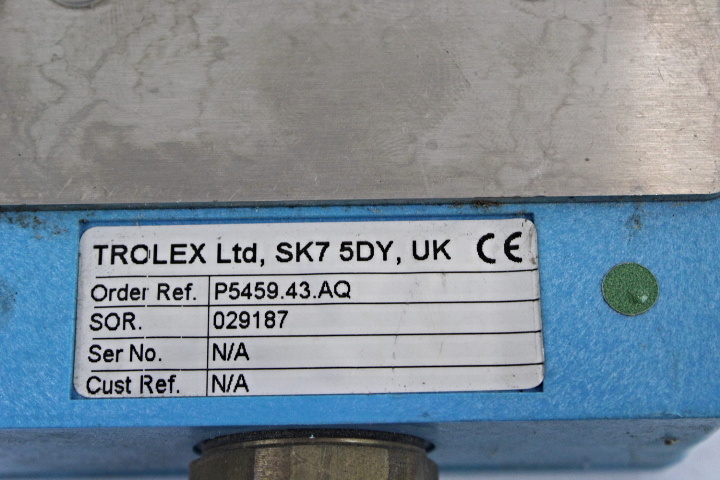 TROLEX Ltd, SK7 5DY, UK CE
Order Ref. P5459.43.AQ
SOR. 029187
Ser No. N/A
Cust Ref. N/A